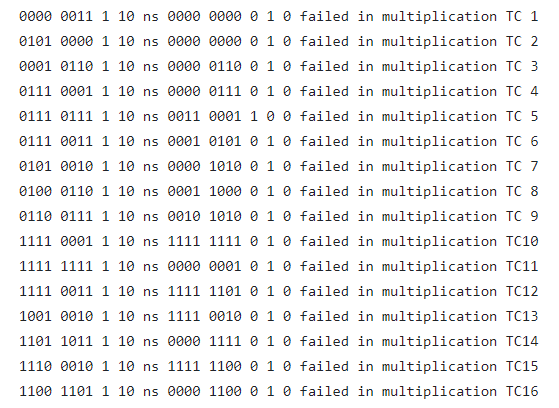 0000 0011 1 10 ns 0000 0000 0 1 0 failed in multiplication TC 1
0101 0000 1 10 ns 0000 0000 0 1 0 failed in multiplication TC 2
0001 0110 1 10 ns 0000 0110 0 1 0 failed in multiplication TC 3
0111 0001 1 10 ns 0000 0111 0 1 0 failed in multiplication TC 4
0111 0111 1 10 ns 0011 0001 1 0 0 failed in multiplication TC 5
0111 0011 1 10 ns 0001 0101 0 1 0 failed in multiplication TC 6
0101 0010 1 10 ns 0000 1010 0 1 0 failed in multiplication TC 7
0100 0110 1 10 ns 0001 1000 0 1 0 failed in multiplication TC 8
0110 0111 1 10 ns 0010 1010 0 1 0 failed in multiplication TC 9
1111 0001 1 10 ns 1111 1111 0 1 0 failed in multiplication TC10
1111 1111 1 10 ns 0000 0001 0 1 0 failed in multiplication TC11
1111 0011 1 10 ns 1111 1101 0 1 0 failed in multiplication TC12
1001 0010 1 10 ns 1111 0010 0 1 0 failed in multiplication TC13
1101 1011 1 10 ns 0000 1111 0 1 0 failed in multiplication TC14
1110 0010 1 10 ns 1111 1100 0 1 0 failed in multiplication TC15
1100 1101 1 10 ns 0000 1100 0 1 0 failed in multiplication TC16